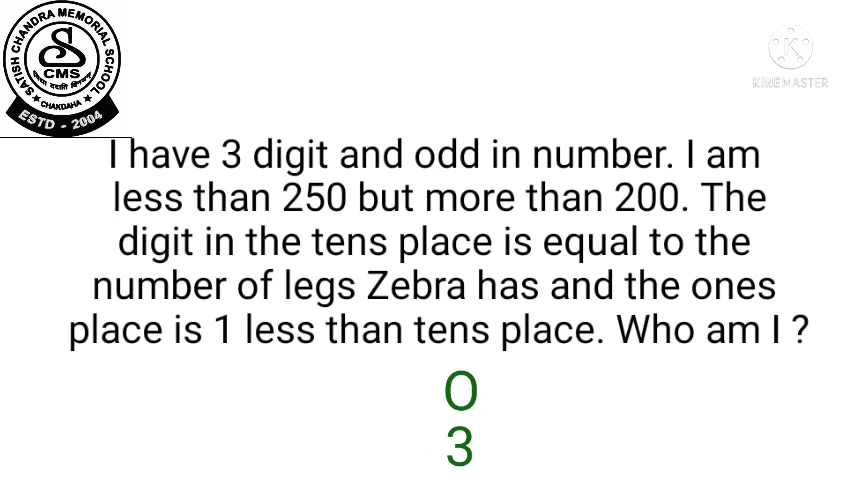 SATISH CHANDRA MEMORIAL SCHOOL
S
CMS
★ CHAKDAHA ★
ESTD - 2004
K
KINEMASTER
I have 3 digit and odd in number. I am
less than 250 but more than 200. The
digit in the tens place is equal to the
number of legs Zebra has and the ones
place is 1 less than tens place. Who am I ?
O
3